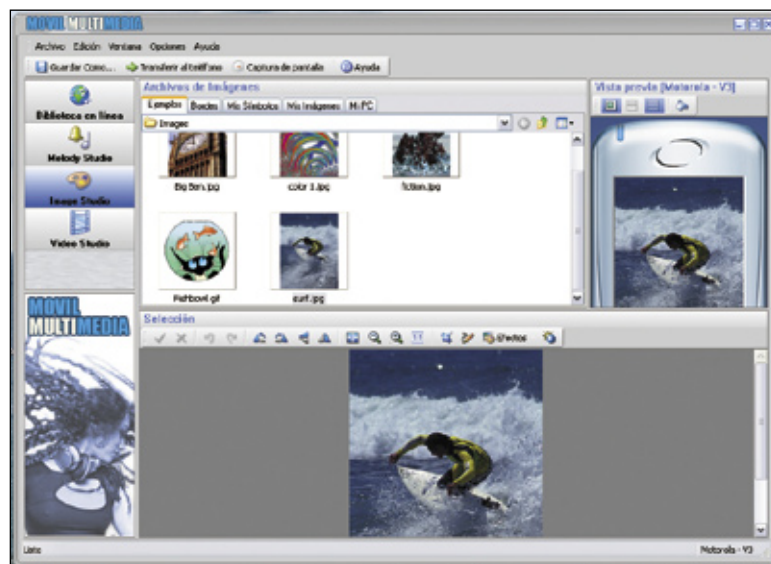 MOVIL MULTIMEDIA
Archivo Edición Ventana Opciones Ayuda
Guardar Como... Transferir al teléfono Captura de pantalla Ayuda
Biblioteca en línea
Melody Studio
Image Studio
Video Studio
MOVIL
MULTIMEDIA
Archivos de Imágenes
Ejemplos Bordes Mis Símbolos Mis Imágenes Mi PC
Images
Big Ben.jpg color 1.jpg fiction.jpg
Fishbowl.gif surf.jpg
Vista previa [Motorola - V3]
Selección
Efectos
Listo Motorola - V3